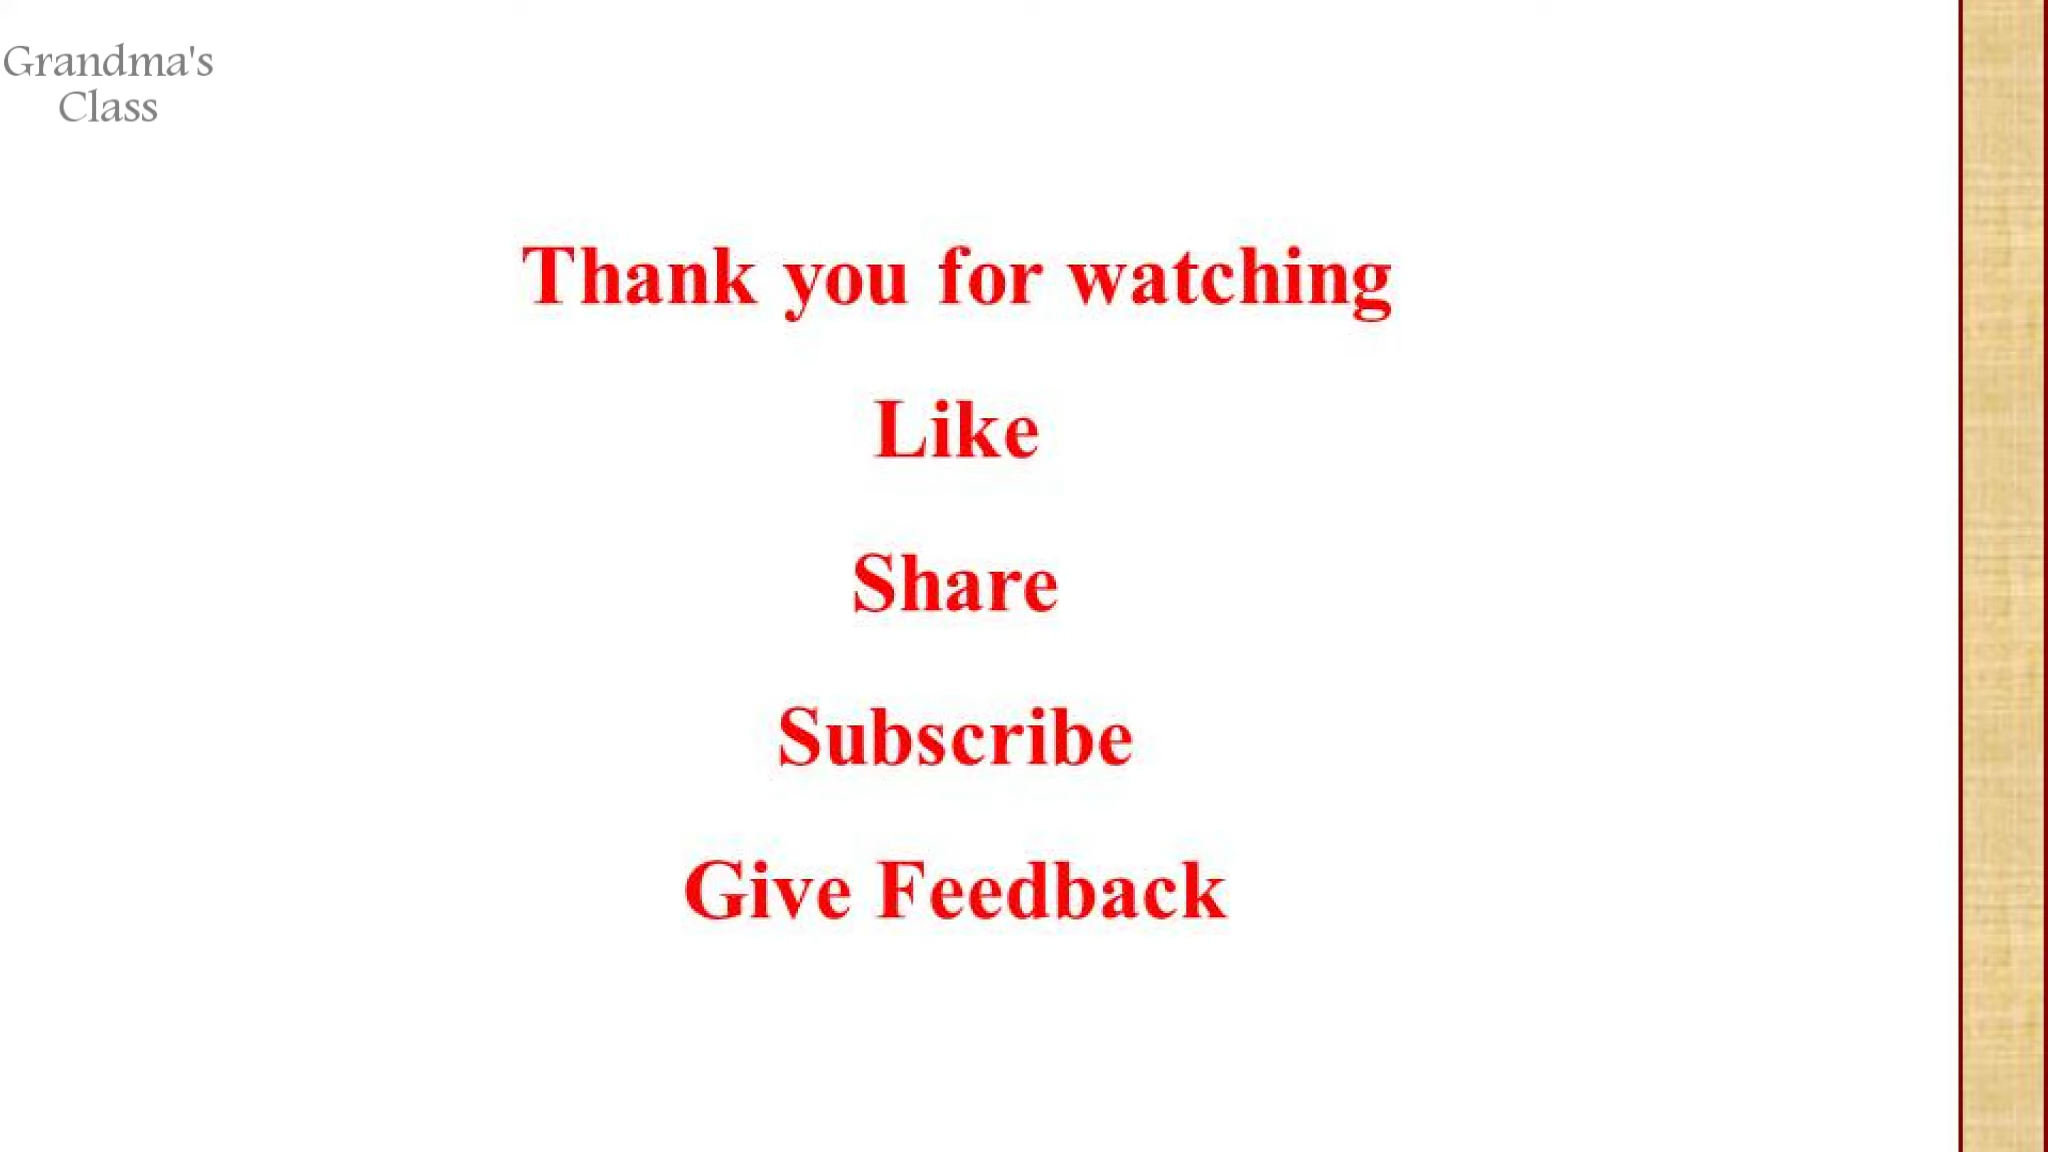 Grandma's
Class
Thank you for watching
Like
Share
Subscribe
Give Feedback